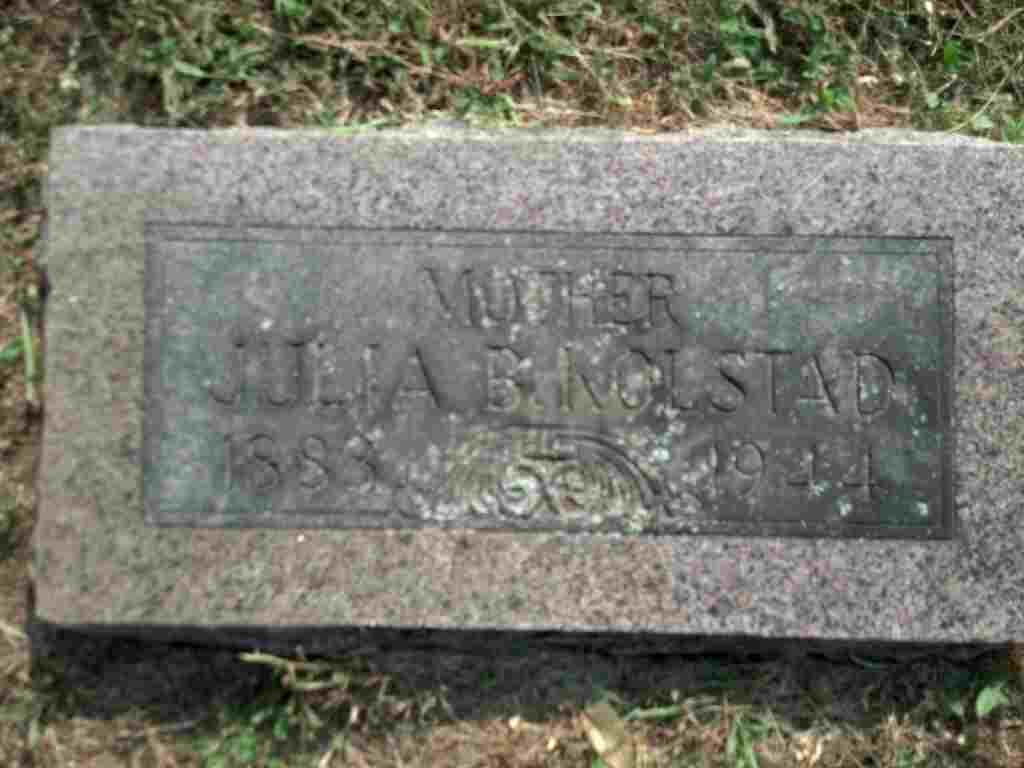 MOTHER
JULIA B. KOLSTAD
1883 1944